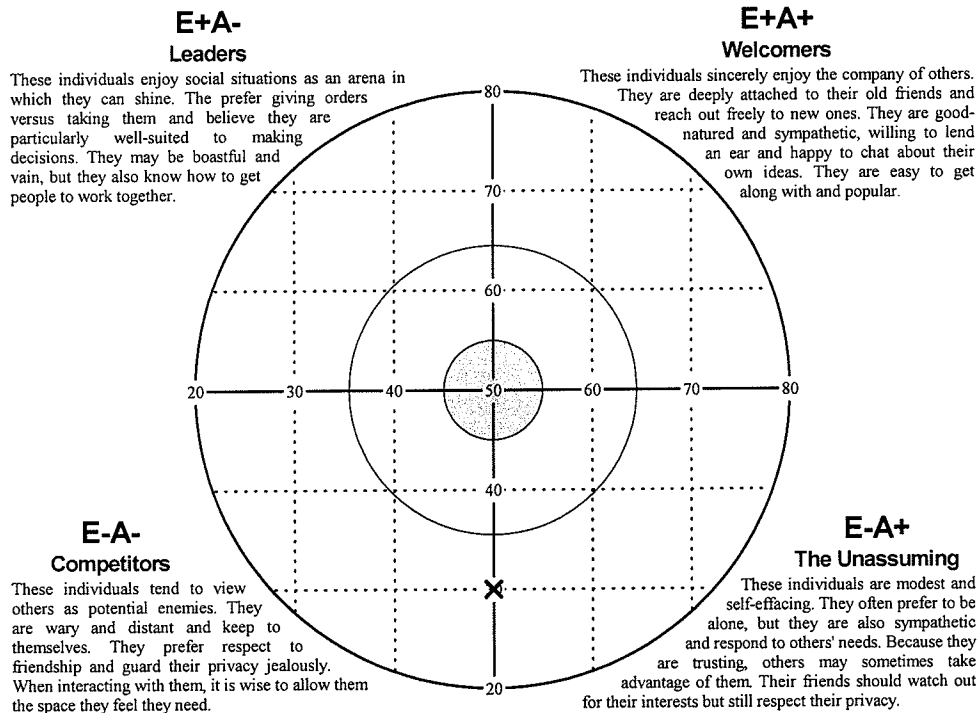 E+A-
Leaders
These individuals enjoy social situations as an arena in
which they can shine. The prefer giving orders
versus taking them and believe they are
particularly well-suited to making
decisions. They may be boastful and
vain, but they also know how to get
people to work together.
E+A+
Welcomers
These individuals sincerely enjoy the company of others.
They are deeply attached to their old friends and
reach out freely to new ones. They are good-
natured and sympathetic, willing to lend
an ear and happy to chat about their
own ideas. They are easy to get
along with and popular.
80
70
60
20 30 40 50 60 70 80
40
20
E-A-
Competitors
These individuals tend to view
others as potential enemies. They
are wary and distant and keep to
themselves. They prefer respect to
friendship and guard their privacy jealously.
When interacting with them, it is wise to allow them
the space they feel they need.
E-A+
The Unassuming
These individuals are modest and
self-effacing. They often prefer to be
alone, but they are also sympathetic
and respond to others' needs. Because they
are trusting, others may sometimes take
advantage of them. Their friends should watch out
for their interests but still respect their privacy.